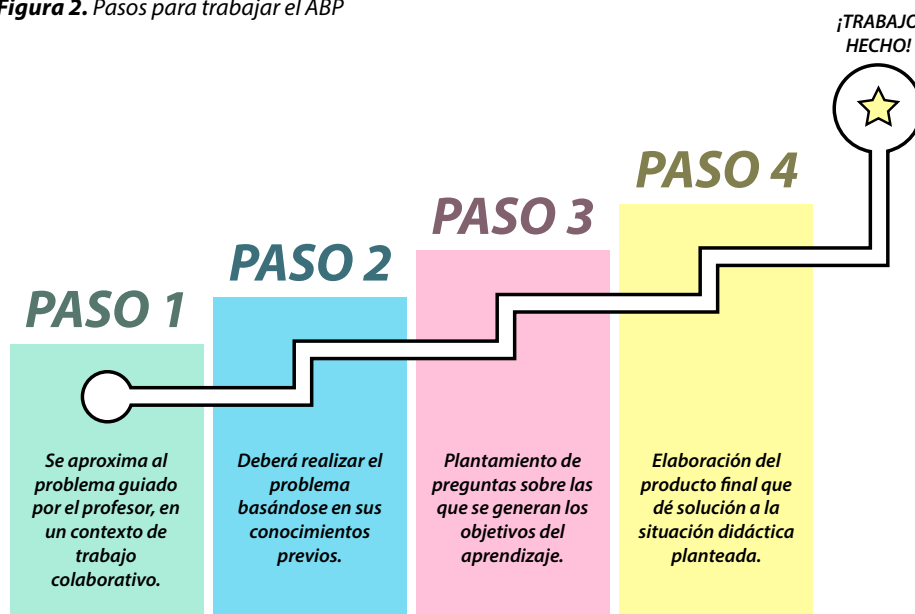 Figura 2. Pasos para trabajar el ABP
¡TRABAJO
HECHO!
PASO 4
PASO 3
PASO 2
PASO 1
Se aproxima al
problema guiado
por el profesor, en
un contexto de
trabajo
colaborativo.
Deberá realizar el
problema
basándose en sus
conocimientos
previos.
Plantamiento de
preguntas sobre las
que se generan los
objetivos del
aprendizaje.
Elaboración del
producto final que
dé solución a la
situación didáctica
planteada.